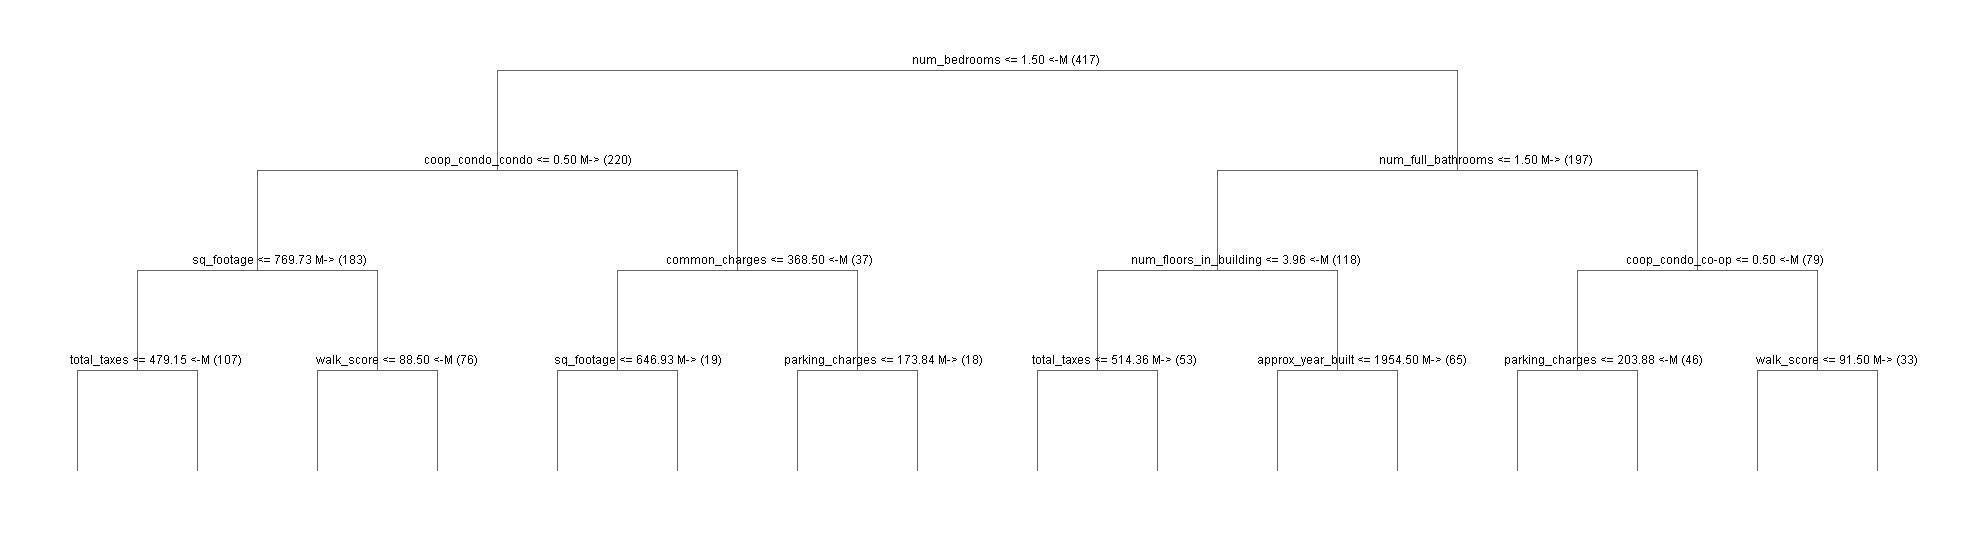 num_bedrooms <= 1.50 <-M (417)
coop_condo_condo <= 0.50 M-> (220)
num_full_bathrooms <= 1.50 M-> (197)
sq_footage <= 769.73 M-> (183)
common_charges <= 368.50 <-M (37)
num_floors_in_building <= 3.96 <-M (118)
coop_condo_co-op <= 0.50 <-M (79)
total_taxes <= 479.15 <-M (107)
walk_score <= 88.50 <-M (76)
sq_footage <= 646.93 M-> (19)
parking_charges <= 173.84 M-> (18)
total_taxes <= 514.36 M-> (53)
approx_year_built <= 1954.50 M-> (65)
parking_charges <= 203.88 <-M (46)
walk_score <= 91.50 M-> (33)